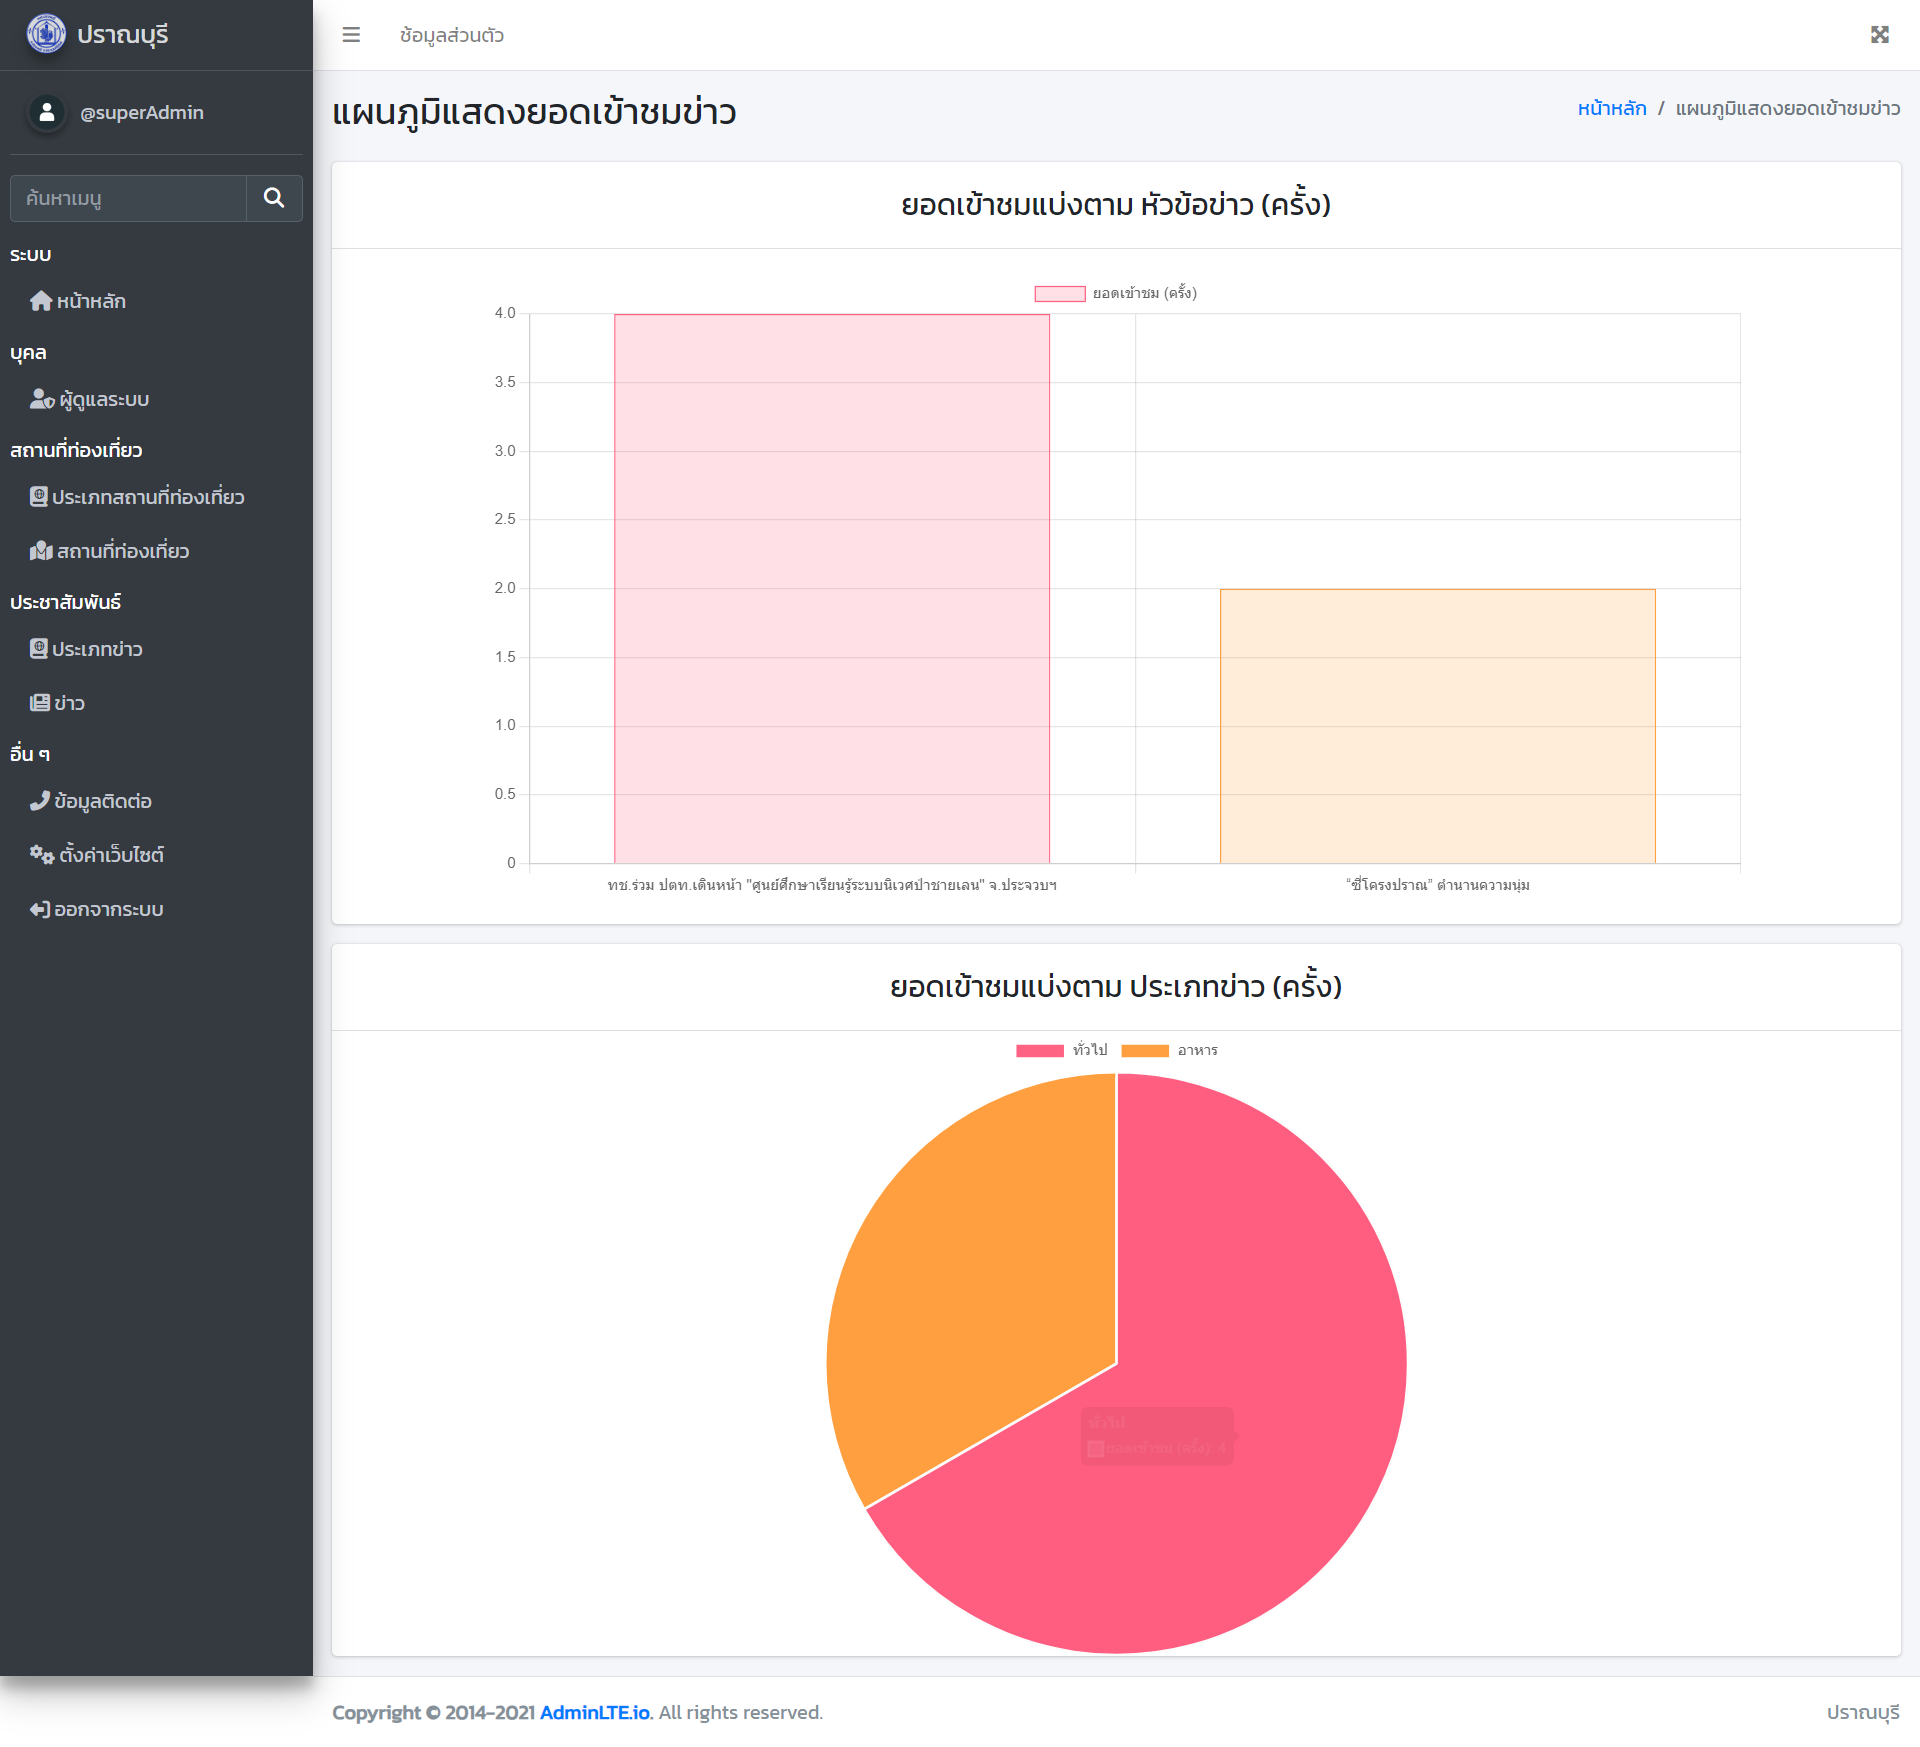 ปราณบุรี
ช้อมูลส่วนตัว
@superAdmin
แผนภูมิแสดงยอดเข้าชมข่าว
หน้าหลัก / แผนภูมิแสดงยอดเข้าชมข่าว
ค้นหาเมนู
ระบบ
หน้าหลัก
บุคล
ผู้ดูแลระบบ
สถานที่ท่องเที่ยว
ประเภทสถานที่ท่องเที่ยว
สถานที่ท่องเที่ยว
ประชาสัมพันธ์
ประเภทข่าว
ข่าว
อื่น ๆ
ข้อมูลติดต่อ
ตั้งค่าเว็บไซต์
ออกจากระบบ
ยอดเข้าชมแบ่งตาม หัวข้อข่าว (ครั้ง)
ยอดเข้าชม (ครั้ง)
4.0
3.5
3.0
2.5
2.0
1.5
1.0
0.5
0
ทช.ร่วม ปตท.เดินหน้า "ศูนย์ศึกษาเรียนรู้ระบบนิเวศป่าชายเลน" จ.ประจวบฯ
“ซี่โครงปราณ” ตำนานความนุ่ม
ยอดเข้าชมแบ่งตาม ประเภทข่าว (ครั้ง)
ทั่วไป
อาหาร
ทั่วไป
ยอดเข้าชม (ครั้ง): 4
Copyright © 2014-2021 AdminLTE.io. All rights reserved.
ปราณบุรี